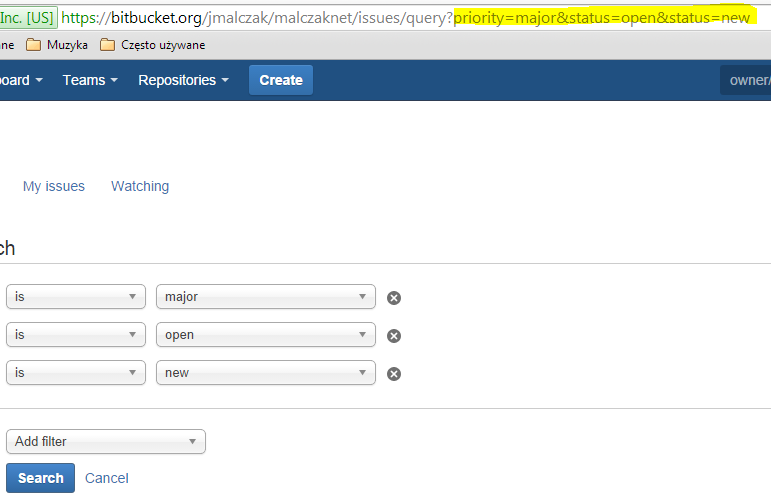 Inc. [US] https://bitbucket.org/jmalczak/malczaknet/issues/query?priority=major&status=open&status=new
ne Muzyka Często używane
oard Teams Repositories Create owner/
My issues Watching
ch
is major
is open
is new
Add filter
Search Cancel